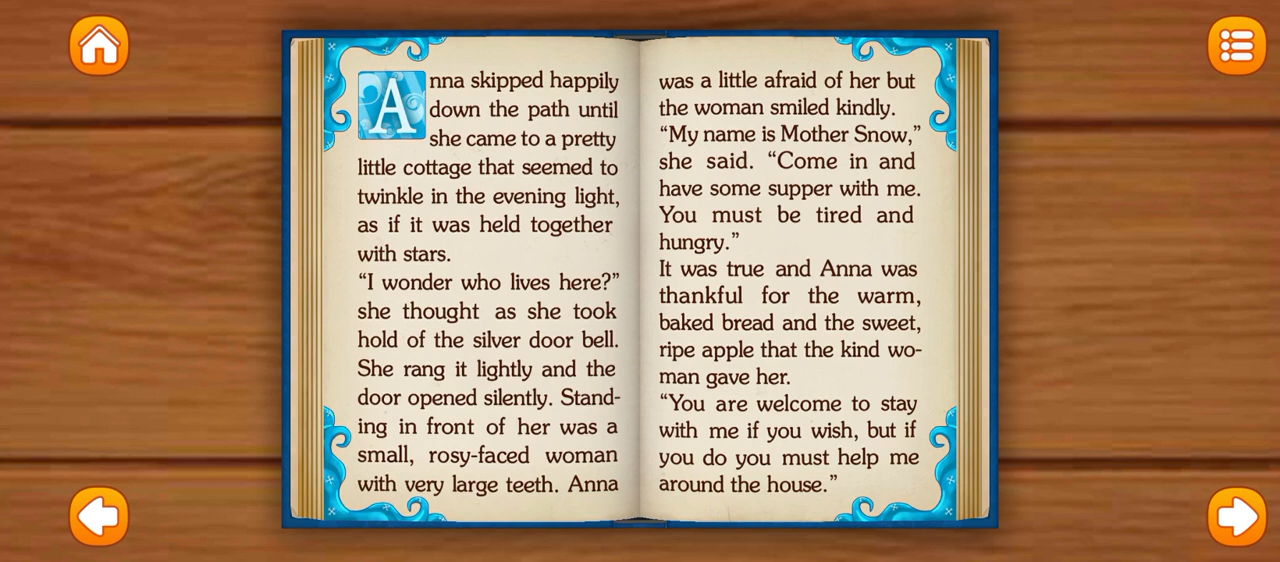 Anna skipped happily
down the path until
she came to a pretty
little cottage that seemed to
twinkle in the evening light,
as if it was held together
with stars.
“I wonder who lives here?”
she thought as she took
hold of the silver door bell.
She rang it lightly and the
door opened silently. Stand-
ing in front of her was a
small, rosy-faced woman
with very large teeth. Anna
was a little afraid of her but
the woman smiled kindly.
“My name is Mother Snow,”
she said. “Come in and
have some supper with me.
You must be tired and
hungry.”
It was true and Anna was
thankful for the warm,
baked bread and the sweet,
ripe apple that the kind wo-
man gave her.
“You are welcome to stay
with me if you wish, but if
you do you must help me
around the house.”